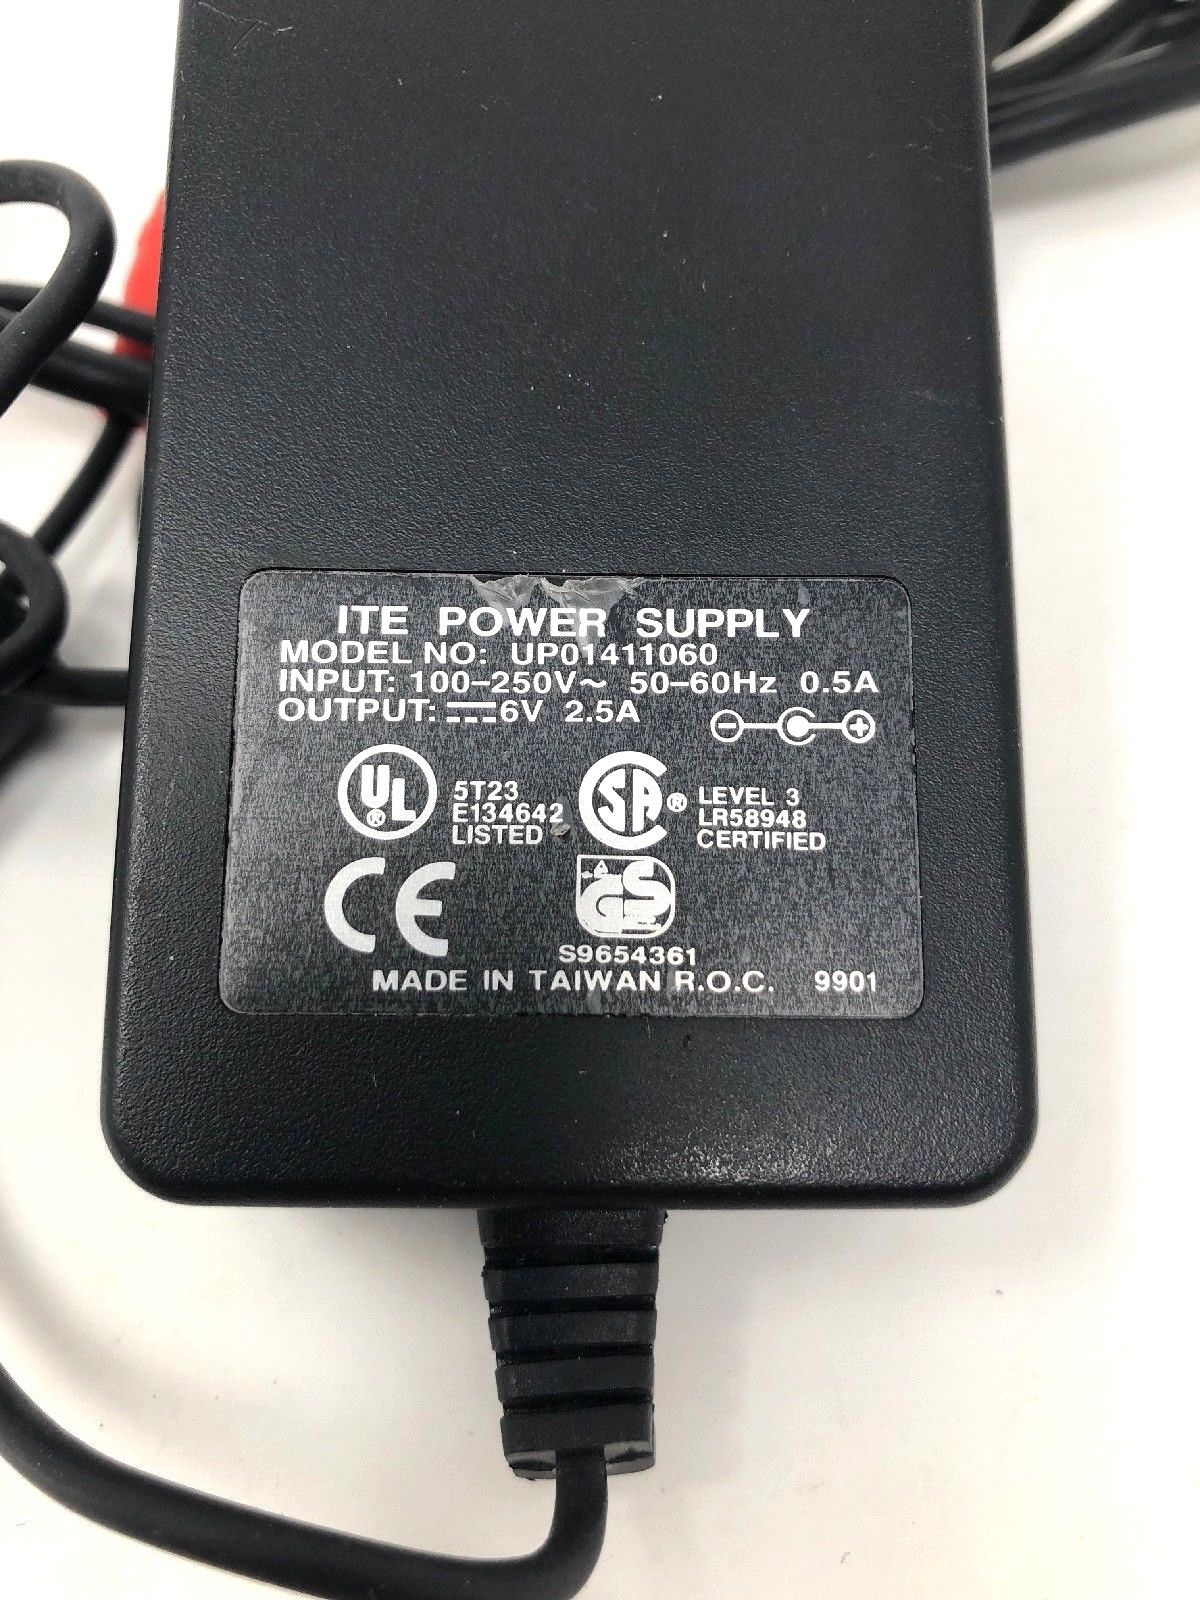 ITE POWER SUPPLY
MODEL NO: UP01411060
INPUT: 100-250V~ 50-60Hz 0.5A
OUTPUT: ⎓6V 2.5A
UL ® 5T23
E134642
LISTED
SA ® LEVEL 3
LR58948
CERTIFIED
CE
GS
S9654361
MADE IN TAIWAN R.O.C. 9901